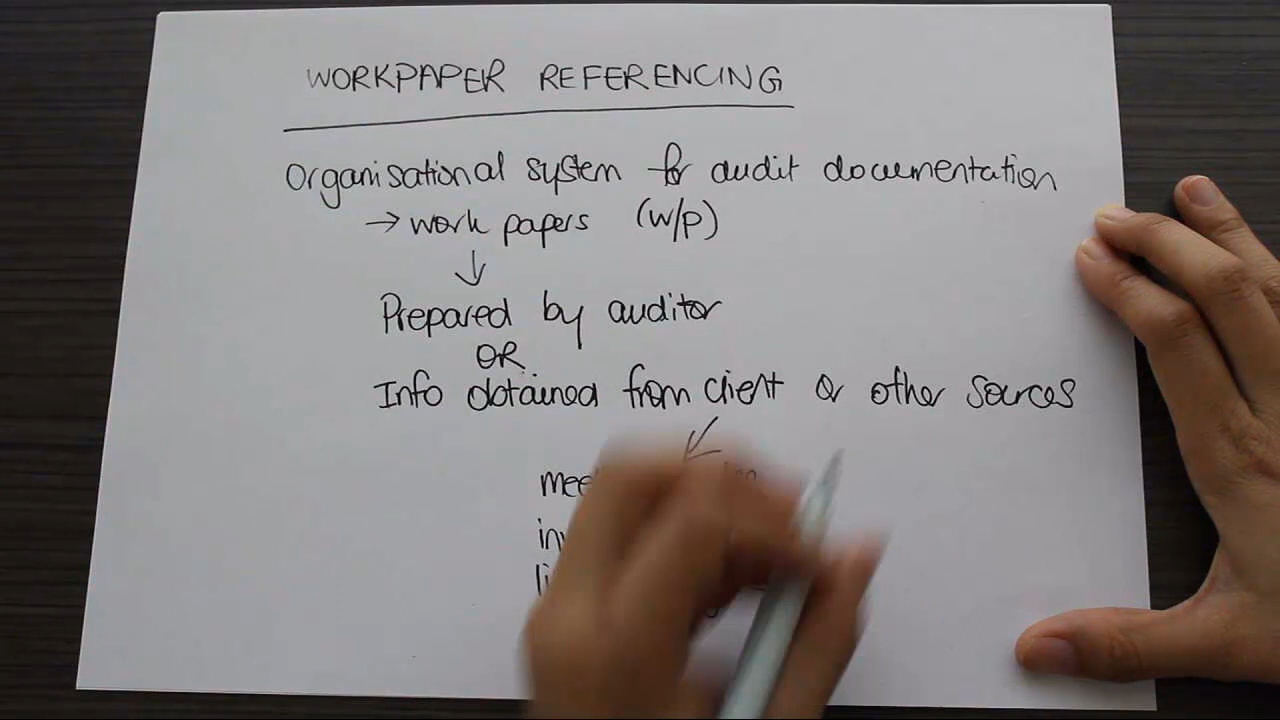 WORKPAPER REFERENCING
Organisational system for audit documentation
→ work papers (w/p)
Prepared by auditor
OR
Info obtained from client or other sources